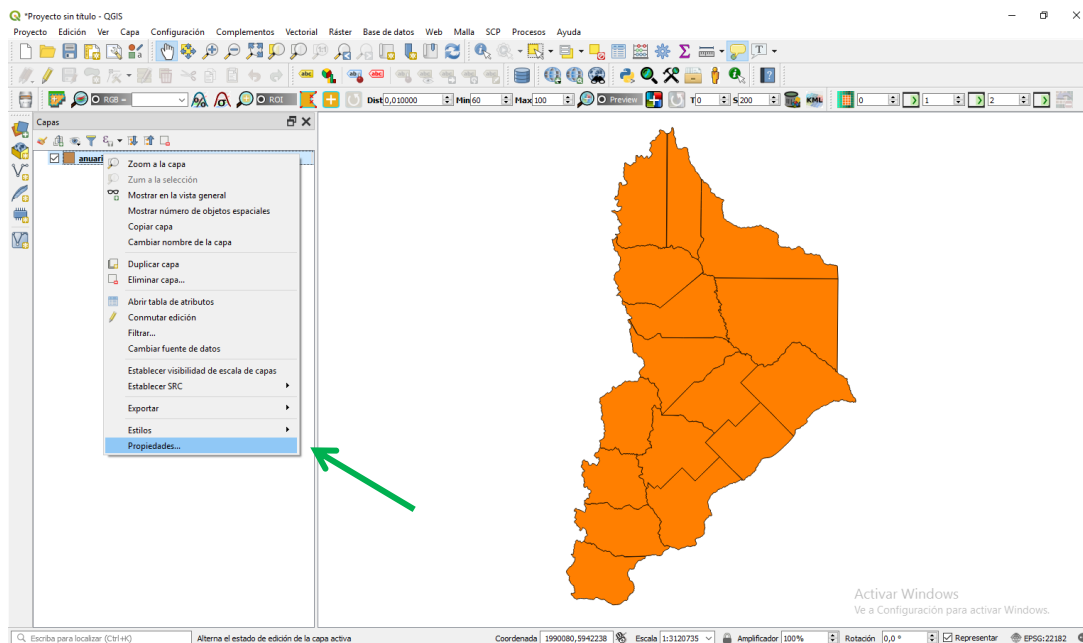 *Proyecto sin título - QGIS
Proyecto Edición Ver Capa Configuración Complementos Vectorial Ráster Base de datos Web Malla SCP Procesos Ayuda
abc abc abc
RGB = ROI Dist 0,010000 Min 60 Max 100 Preview T 0 S 200 KML 0 1 2
Capas
anuari
Zoom a la capa
Zum a la selección
Mostrar en la vista general
Mostrar número de objetos espaciales
Copiar capa
Cambiar nombre de la capa
Duplicar capa
Eliminar capa...
Abrir tabla de atributos
Conmutar edición
Filtrar...
Cambiar fuente de datos
Establecer visibilidad de escala de capas
Establecer SRC
Exportar
Estilos
Propiedades...
Activar Windows
Ve a Configuración para activar Windows.
Escriba para localizar (Ctrl+K) Alterna el estado de edición de la capa activa Coordenada 1990080,5942238 Escala 1:3120735 Amplificador 100% Rotación 0,0 ° Representar EPSG:22182